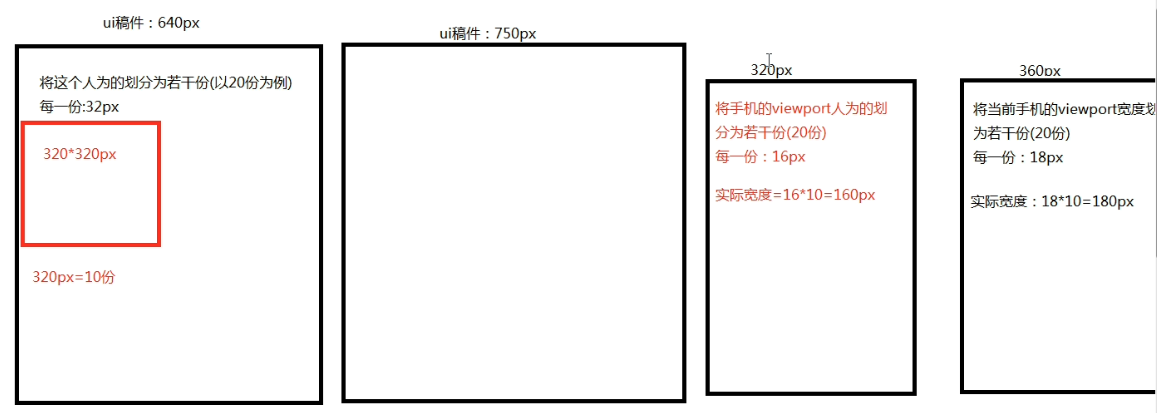 ui稿件：640px
将这个人为的划分为若干份(以20份为例)
每一份:32px
320*320px
320px=10份
ui稿件：750px
320px
将手机的viewport人为的划
分为若干份(20份)
每一份：16px
实际宽度=16*10=160px
360px
将当前手机的viewport宽度划
为若干份(20份)
每一份：18px
实际宽度：18*10=180px